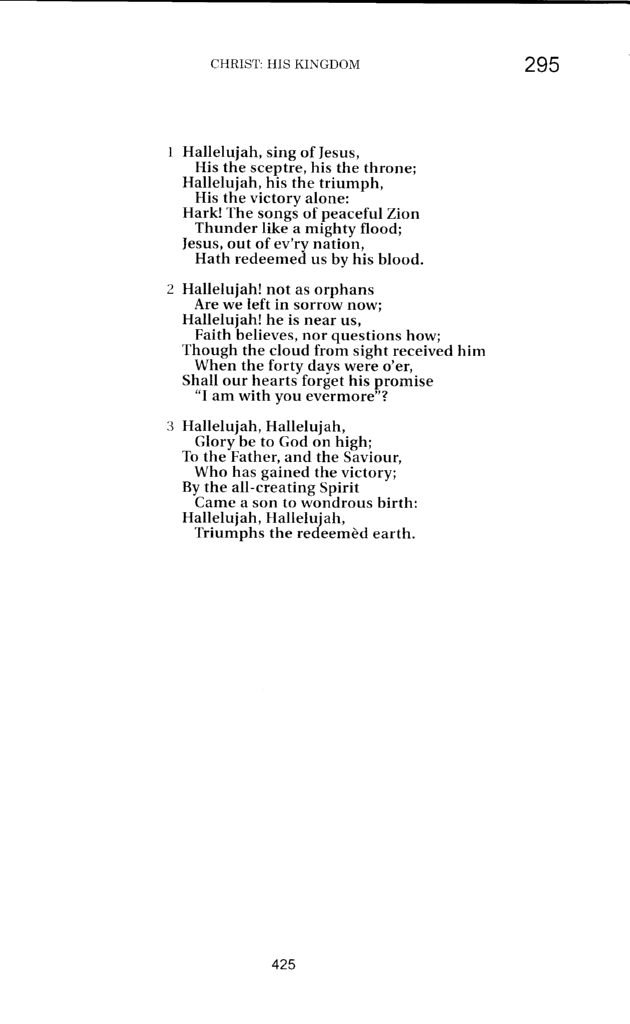 CHRIST: HIS KINGDOM 295
1 Hallelujah, sing of Jesus,
His the sceptre, his the throne;
Hallelujah, his the triumph,
His the victory alone:
Hark! The songs of peaceful Zion
Thunder like a mighty flood;
Jesus, out of ev'ry nation,
Hath redeemed us by his blood.
2 Hallelujah! not as orphans
Are we left in sorrow now;
Hallelujah! he is near us,
Faith believes, nor questions how;
Though the cloud from sight received him
When the forty days were o'er,
Shall our hearts forget his promise
“I am with you evermore”?
3 Hallelujah, Hallelujah,
Glory be to God on high;
To the Father, and the Saviour,
Who has gained the victory;
By the all-creating Spirit
Came a son to wondrous birth:
Hallelujah, Hallelujah,
Triumphs the redeemèd earth.
425